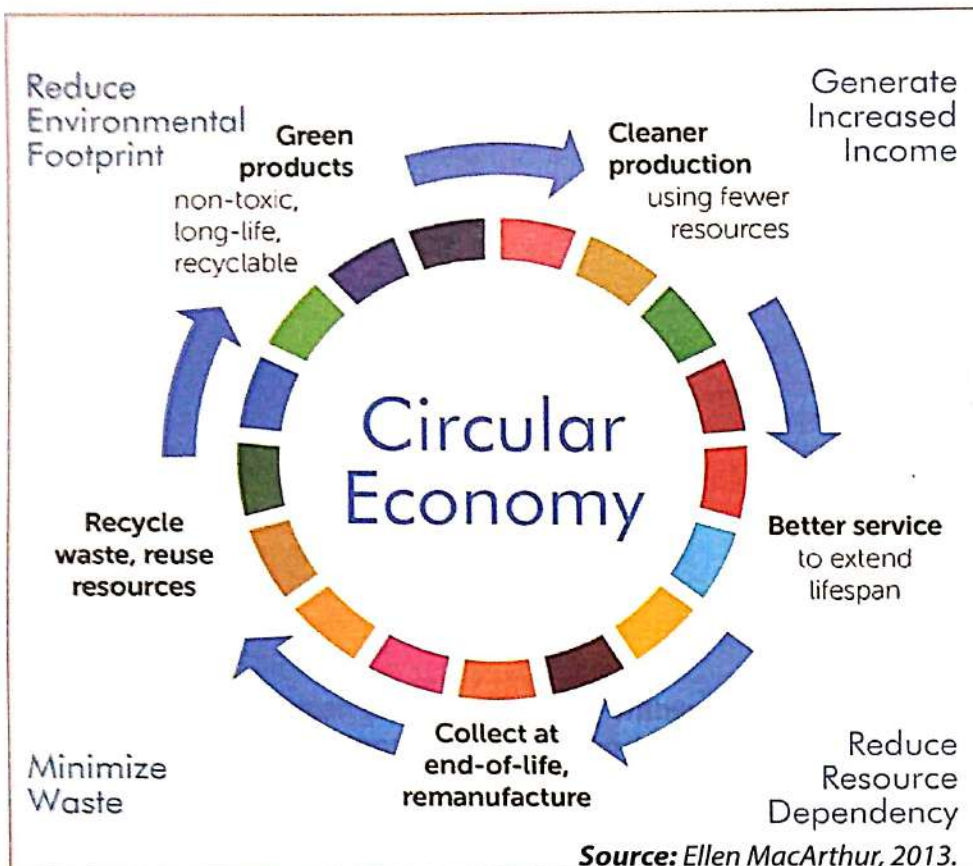 Reduce
Environmental
Footprint
Generate
Increased
Income
Green
products
non-toxic,
long-life,
recyclable
Cleaner
production
using fewer
resources
Circular
Economy
Recycle
waste, reuse
resources
Better service
to extend
lifespan
Collect at
end-of-life,
remanufacture
Minimize
Waste
Reduce
Resource
Dependency
Source: Ellen MacArthur, 2013.